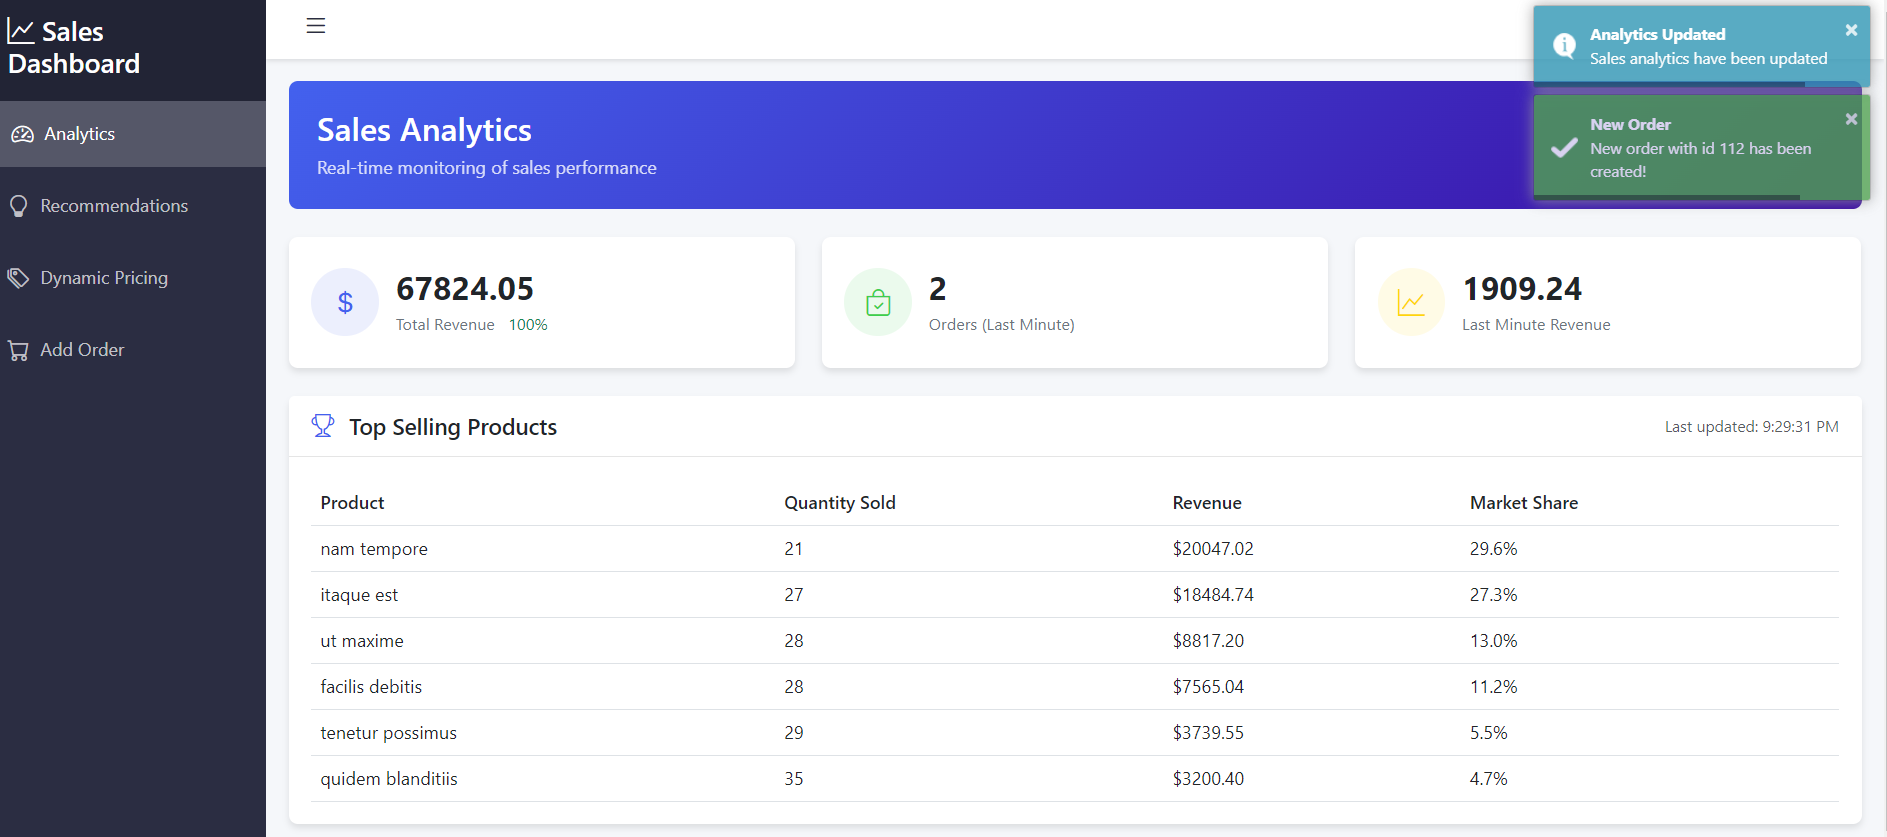 Sales
Dashboard
Analytics
Recommendations
Dynamic Pricing
Add Order
Analytics Updated
Sales analytics have been updated
New Order
New order with id 112 has been
created!
Sales Analytics
Real-time monitoring of sales performance
$
67824.05
Total Revenue 100%
2
Orders (Last Minute)
1909.24
Last Minute Revenue
Top Selling Products
Last updated: 9:29:31 PM
Product Quantity Sold Revenue Market Share
nam tempore 21 $20047.02 29.6%
itaque est 27 $18484.74 27.3%
ut maxime 28 $8817.20 13.0%
facilis debitis 28 $7565.04 11.2%
tenetur possimus 29 $3739.55 5.5%
quidem blanditiis 35 $3200.40 4.7%